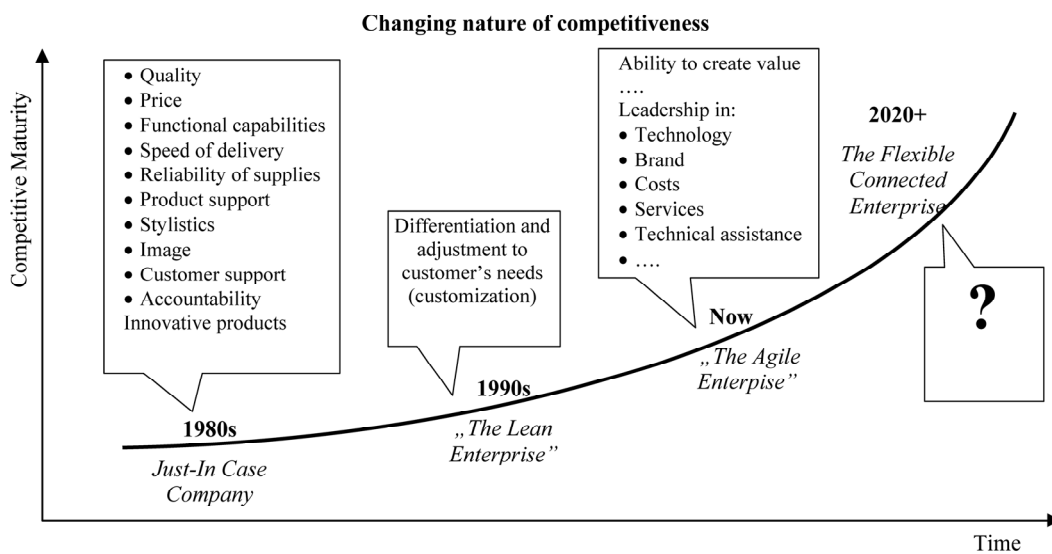 Changing nature of competitiveness
Competitive Maturity
● Quality
● Price
● Functional capabilities
● Speed of delivery
● Reliability of supplies
● Product support
● Stylistics
● Image
● Customer support
● Accountability
Innovative products
1980s
Just-In Case
Company
Differentiation and
adjustment to
customer’s needs
(customization)
1990s
„The Lean
Enterprise”
Ability to create value
….
Leadership in:
● Technology
● Brand
● Costs
● Services
● Technical assistance
● ….
Now
„The Agile
Enterpise”
2020+
The Flexible
Connected
Enterprise
?
Time